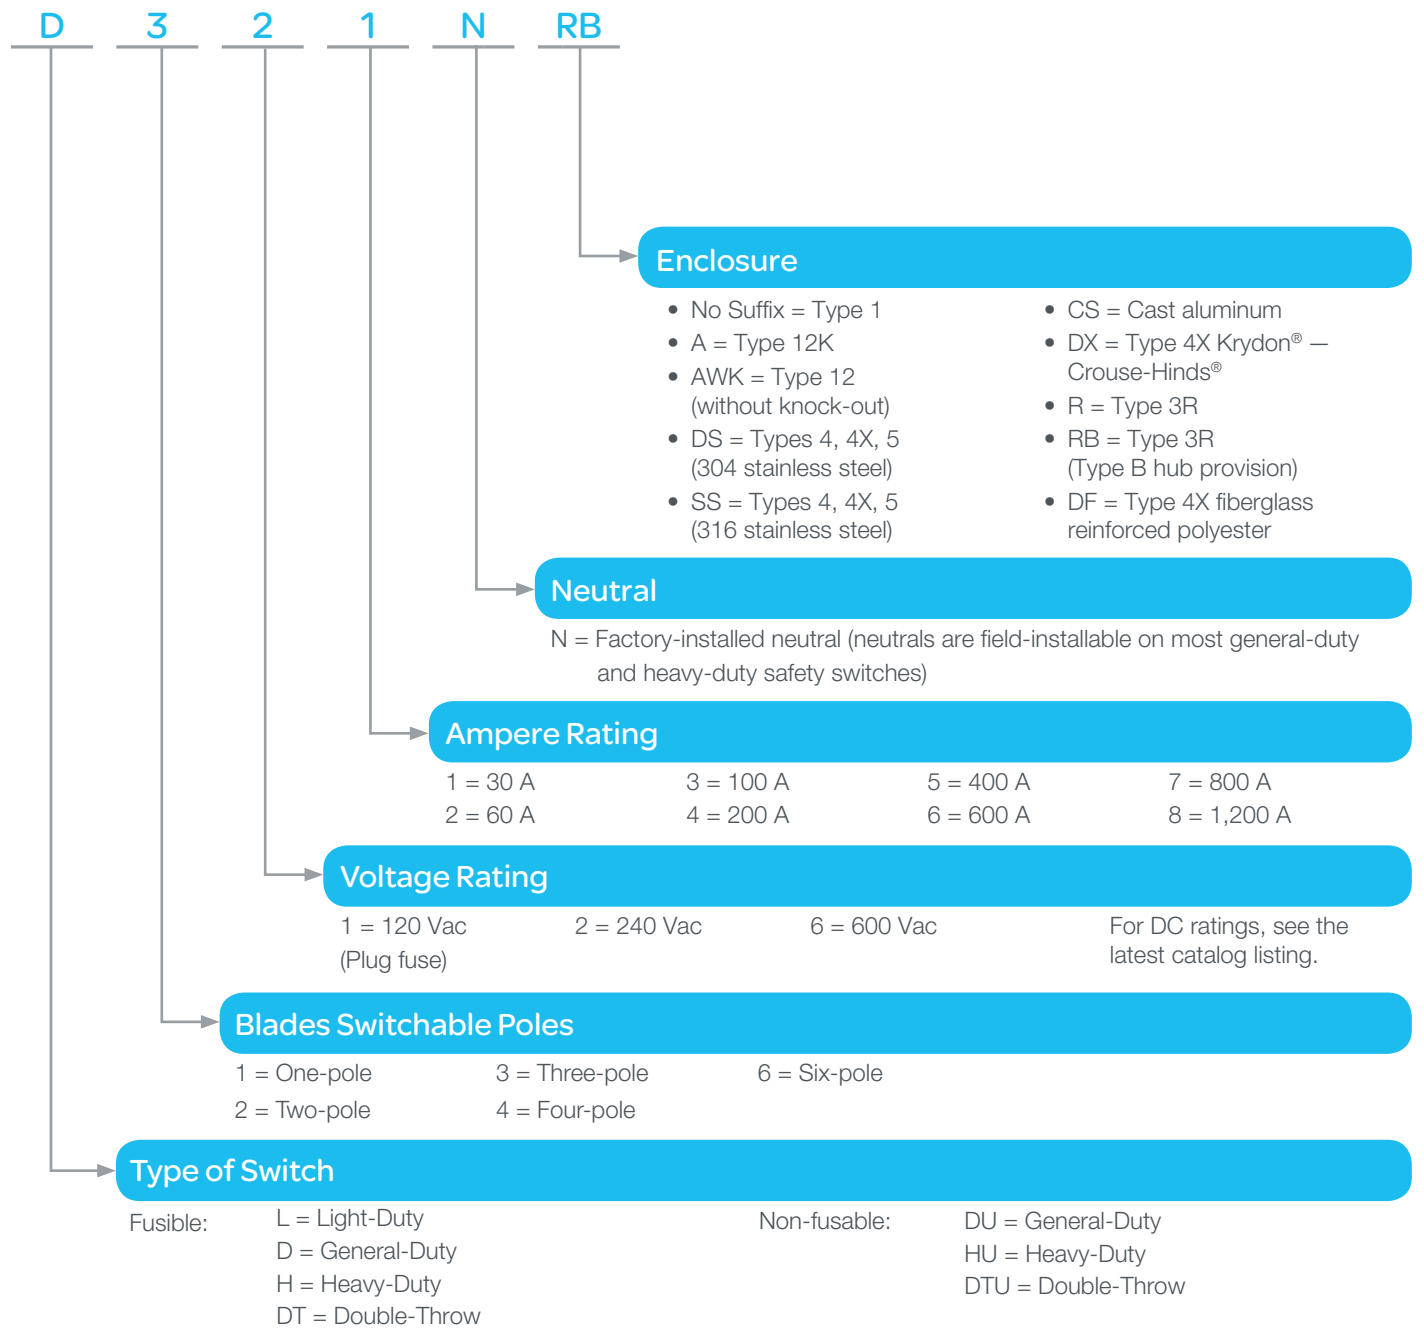 D 3 2 1 N RB
Enclosure
• No Suffix = Type 1
• A = Type 12K
• AWK = Type 12
(without knock-out)
• DS = Types 4, 4X, 5
(304 stainless steel)
• SS = Types 4, 4X, 5
(316 stainless steel)
• CS = Cast aluminum
• DX = Type 4X Krydon® —
Crouse-Hinds®
• R = Type 3R
• RB = Type 3R
(Type B hub provision)
• DF = Type 4X fiberglass
reinforced polyester
Neutral
N = Factory-installed neutral (neutrals are field-installable on most general-duty
and heavy-duty safety switches)
Ampere Rating
1 = 30 A 3 = 100 A 5 = 400 A 7 = 800 A
2 = 60 A 4 = 200 A 6 = 600 A 8 = 1,200 A
Voltage Rating
1 = 120 Vac 2 = 240 Vac 6 = 600 Vac
(Plug fuse)
For DC ratings, see the
latest catalog listing.
Blades Switchable Poles
1 = One-pole 3 = Three-pole 6 = Six-pole
2 = Two-pole 4 = Four-pole
Type of Switch
Fusible:
L = Light-Duty
D = General-Duty
H = Heavy-Duty
DT = Double-Throw
Non-fusable:
DU = General-Duty
HU = Heavy-Duty
DTU = Double-Throw